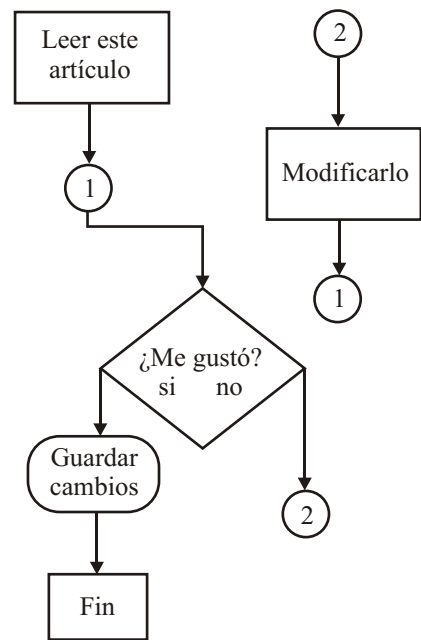 Leer este
artículo
1
¿Me gustó?
si no
Guardar
cambios
Fin
2
2
Modificarlo
1